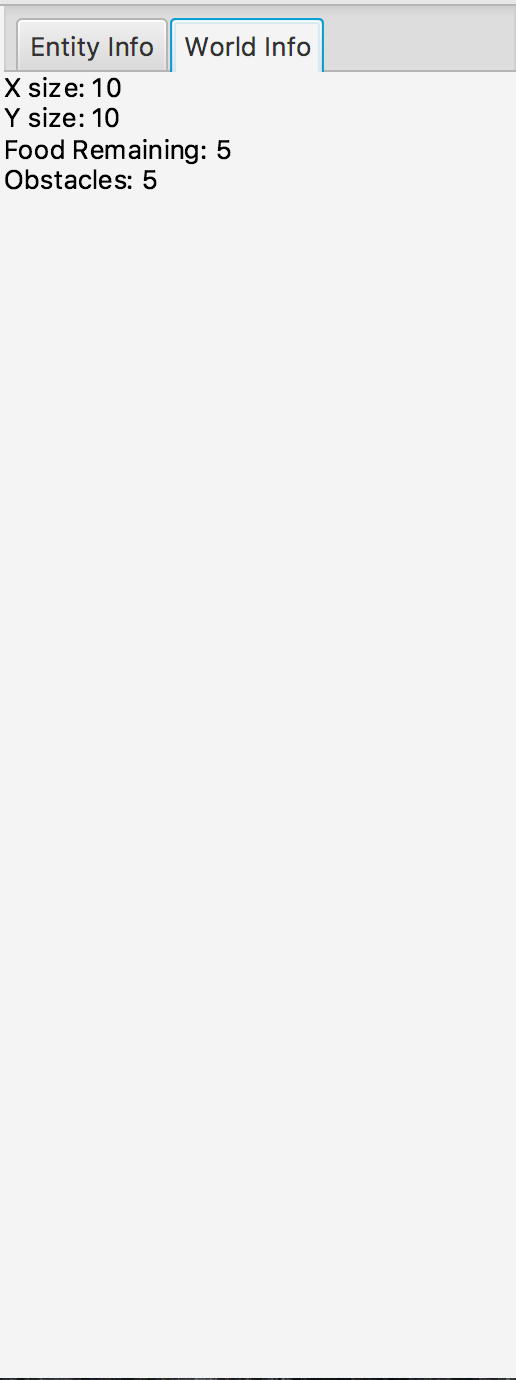 Entity Info World Info
X size: 10
Y size: 10
Food Remaining: 5
Obstacles: 5